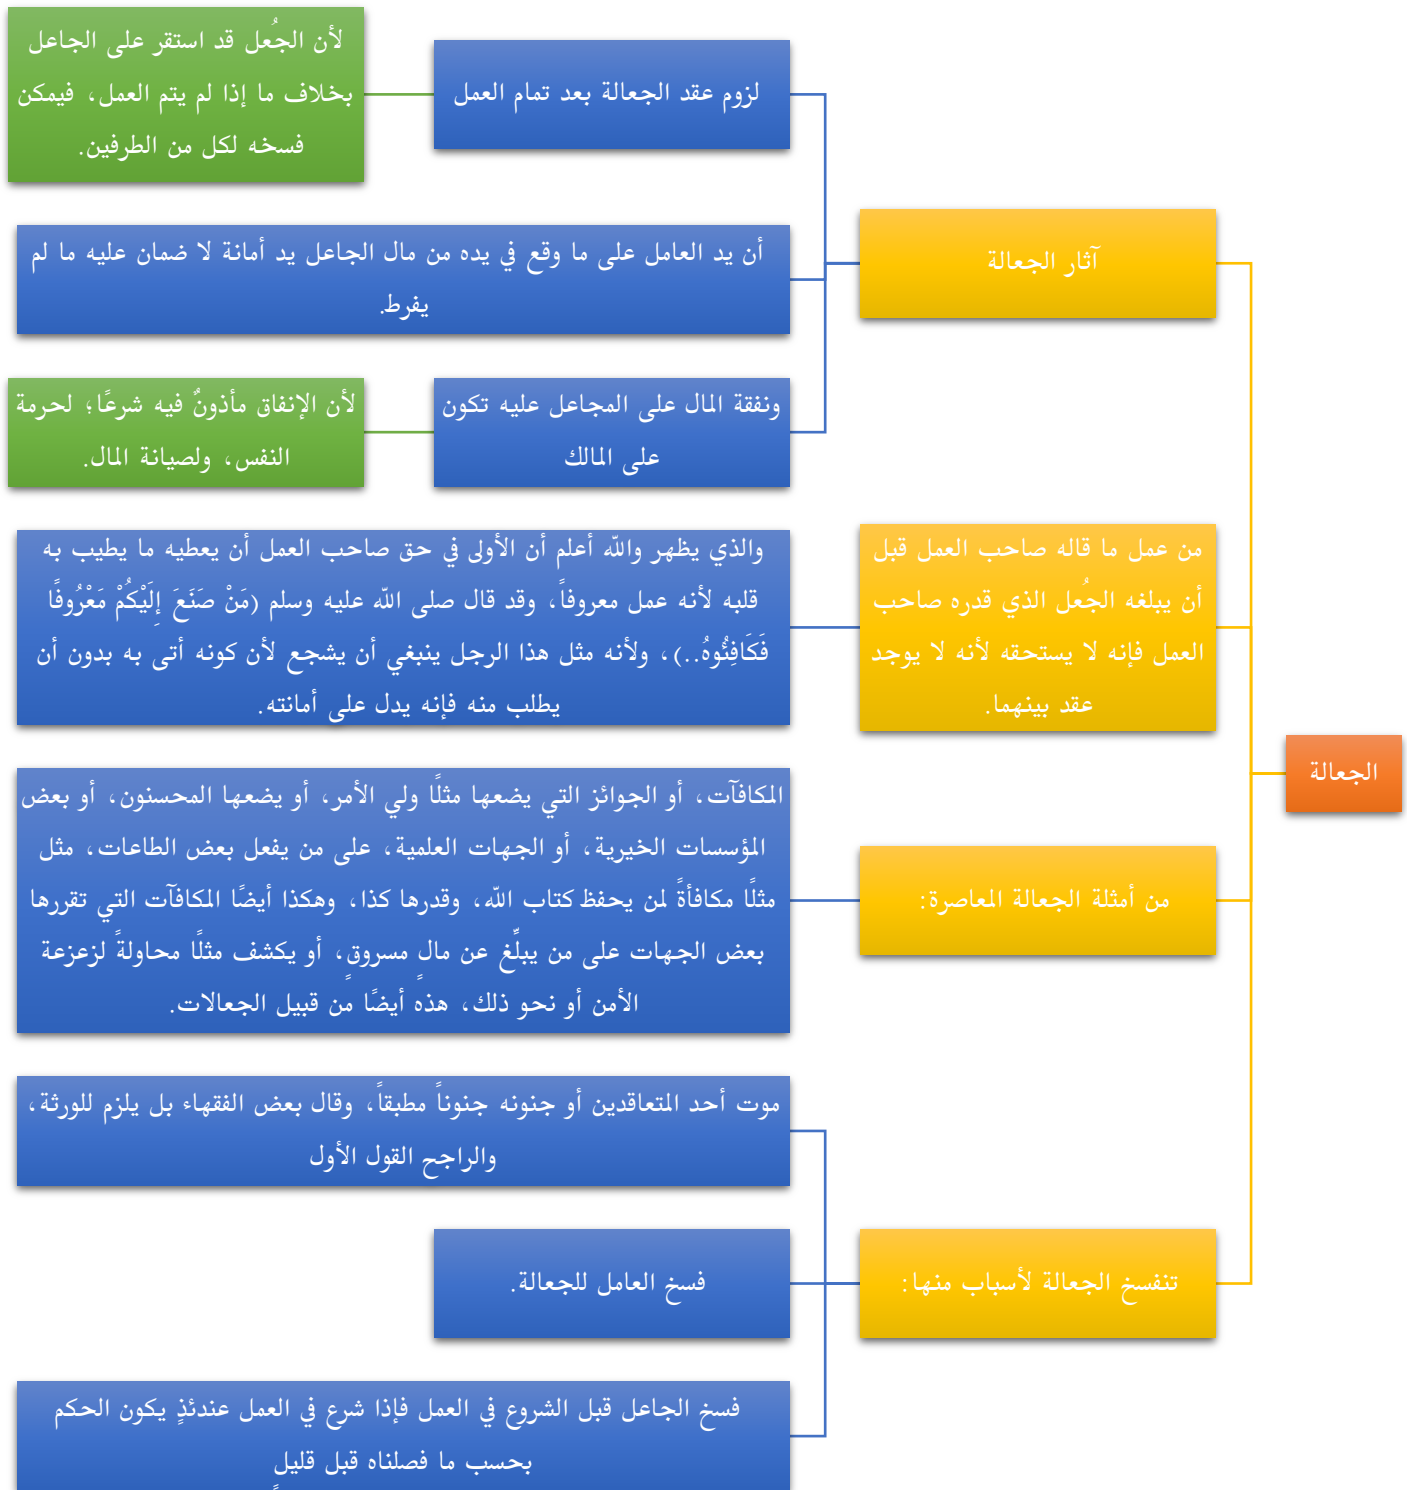 الجعالة
آثار الجعالة
لزوم عقد الجعالة بعد تمام العمل
لأن الجُعل قد استقر على الجاعل
بخلاف ما إذا لم يتم العمل، فيمكن
فسخه لكل من الطرفين.
أن يد العامل على ما وقع في يده من مال الجاعل يد أمانة لا ضمان عليه ما لم
يفرط.
ونفقة المال على المجاعل عليه تكون
على المالك
لأن الإنفاق مأذونٌ فيه شرعًا؛ لحرمة
النفس، ولصيانة المال.
من عمل ما قاله صاحب العمل قبل
أن يبلغه الجُعل الذي قدره صاحب
العمل فإنه لا يستحقه لأنه لا يوجد
عقد بينهما.
والذي يظهر والله أعلم أن الأولى في حق صاحب العمل أن يعطيه ما يطيب به
قلبه لأنه عمل معروفاً، وقد قال صلى الله عليه وسلم (مَنْ صَنَعَ إِلَيْكُمْ مَعْرُوفًا
فَكَافِئُوهُ..)، ولأنه مثل هذا الرجل ينبغي أن يشجع لأن كونه أتى به بدون أن
يطلب منه فإنه يدل على أمانته.
من أمثلة الجعالة المعاصرة:
المكافآت، أو الجوائز التي يضعها مثلًا ولي الأمر، أو يضعها المحسنون، أو بعض
المؤسسات الخيرية، أو الجهات العلمية، على من يفعل بعض الطاعات، مثل
مثلًا مكافأةً لمن يحفظ كتاب الله، وقدرها كذا، وهكذا أيضًا المكافآت التي تقررها
بعض الجهات على من يبلِّغ عن مالٍ مسروقٍ، أو يكشف مثلًا محاولةً لزعزعة
الأمن أو نحو ذلك، هذه أيضًا من قبيل الجعالات.
تنفسخ الجعالة لأسباب منها:
موت أحد المتعاقدين أو جنونه جنوناً مطبقاً، وقال بعض الفقهاء بل يلزم للورثة،
والراجح القول الأول
فسخ العامل للجعالة.
فسخ الجاعل قبل الشروع في العمل فإذا شرع في العمل عندئذٍ يكون الحكم
بحسب ما فصلناه قبل قليل